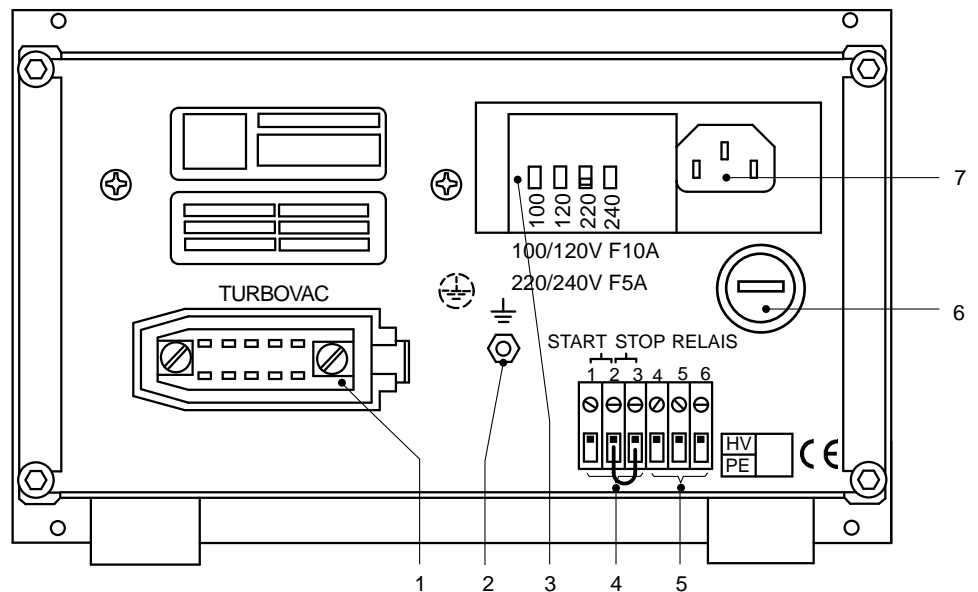 100
120
220
240
7
100/120V F10A
220/240V F5A
TURBOVAC
6
START STOP RELAIS
1 2 3 4 5 6
HV
PE
CE
1 2 3 4 5